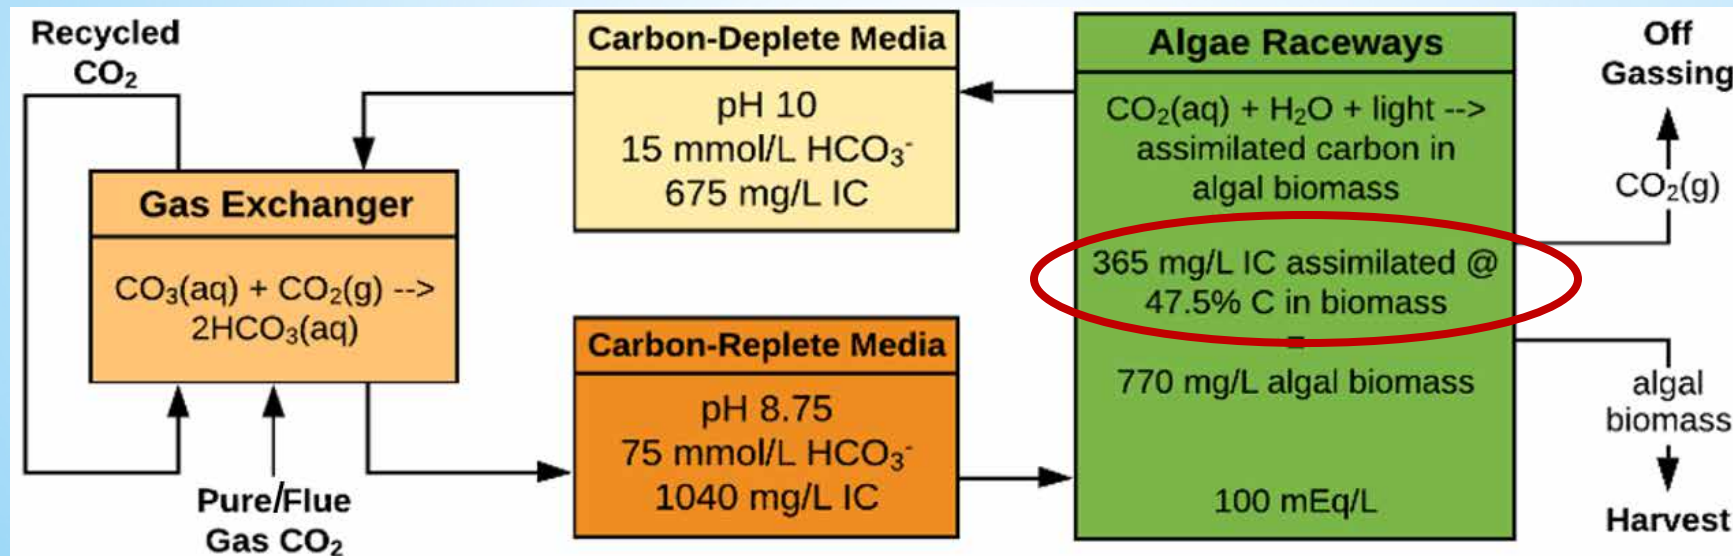 Recycled
CO₂
Gas Exchanger
CO₃(aq) + CO₂(g) -->
2HCO₃(aq)
Pure/Flue
Gas CO₂
Carbon-Deplete Media
pH 10
15 mmol/L HCO₃⁻
675 mg/L IC
Carbon-Replete Media
pH 8.75
75 mmol/L HCO₃⁻
1040 mg/L IC
Algae Raceways
CO₂(aq) + H₂O + light -->
assimilated carbon in
algal biomass
365 mg/L IC assimilated @
47.5% C in biomass
=
770 mg/L algal biomass
100 mEq/L
Off
Gassing
CO₂(g)
algal
biomass
Harvest